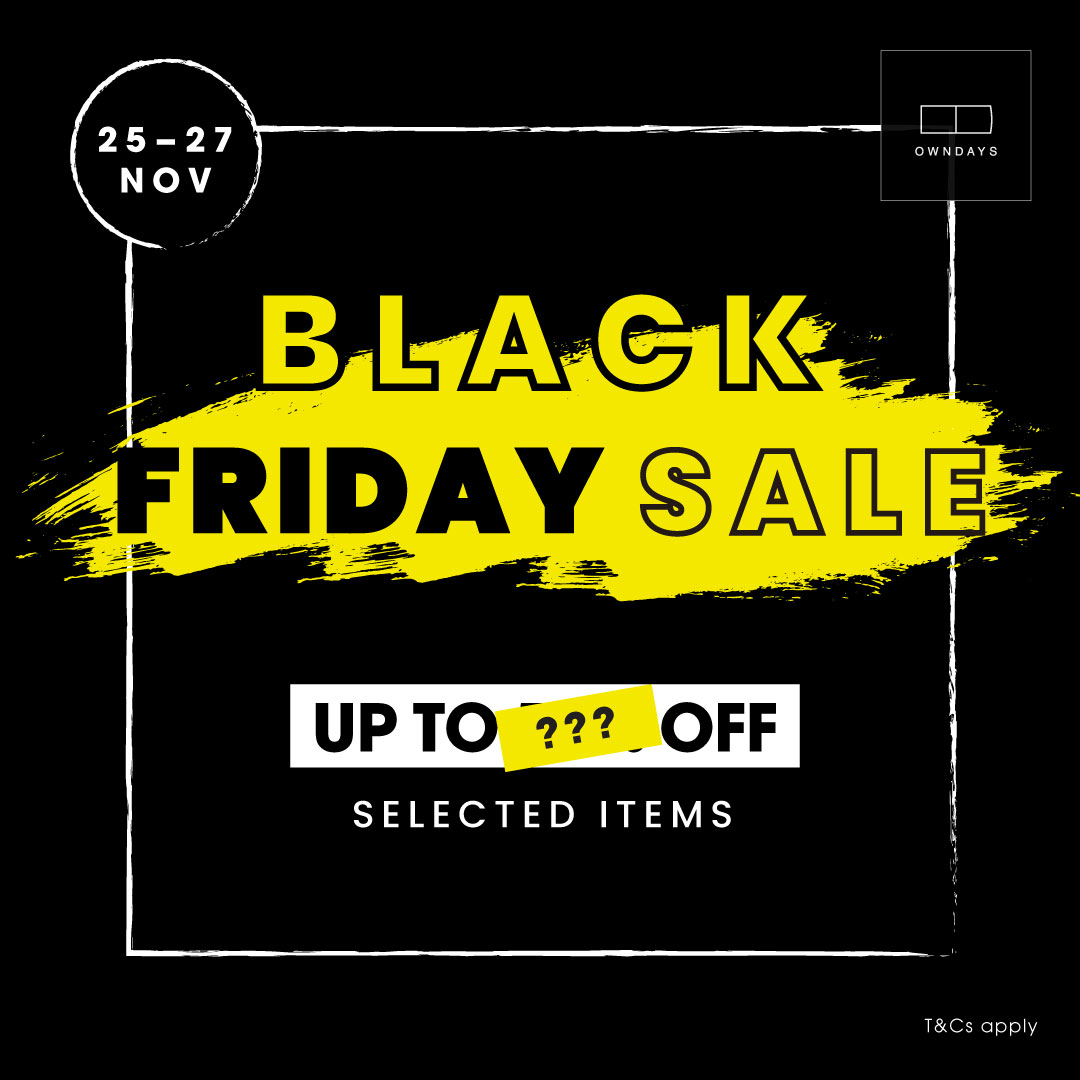 25–27
NOV
OWNDAYS
BLACK
FRIDAY SALE
UP TO ??? OFF
SELECTED ITEMS
T&Cs apply